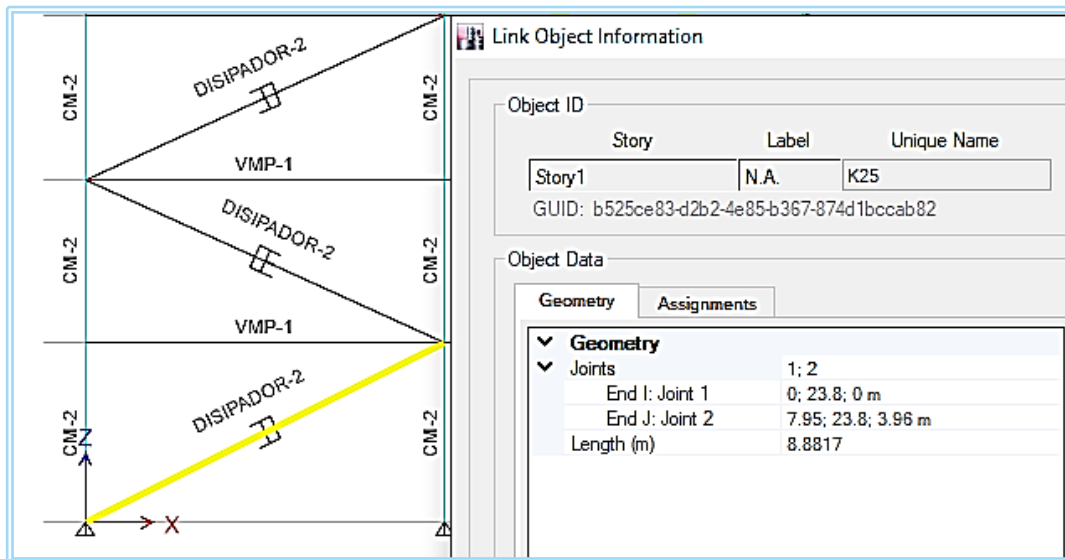 DISIPADOR-2
CM-2
CM-2
VMP-1
DISIPADOR-2
CM-2
CM-2
VMP-1
DISIPADOR-2
CM-2
CM-2
Z
X
Link Object Information
Object ID
Story Label Unique Name
Story1 N.A. K25
GUID: b525ce83-d2b2-4e85-b367-874d1bccab82
Object Data
Geometry Assignments
Geometry
Joints 1; 2
End I: Joint 1 0; 23.8; 0 m
End J: Joint 2 7.95; 23.8; 3.96 m
Length (m) 8.8817